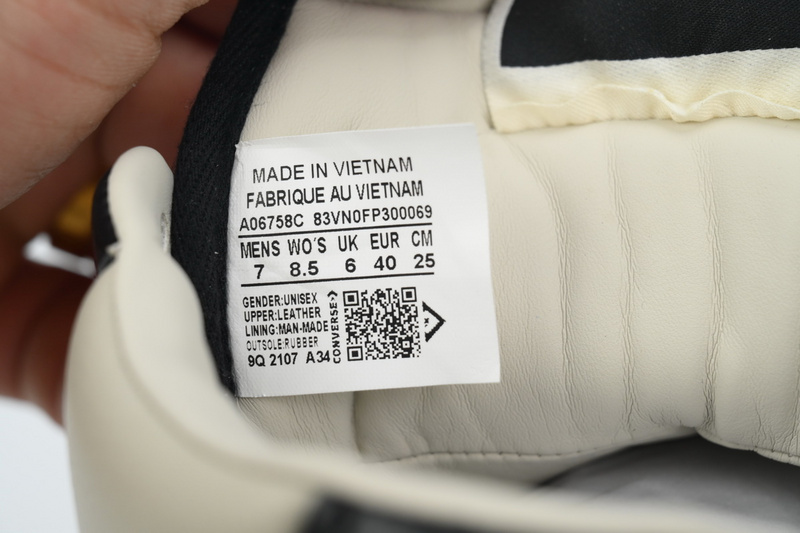 MADE IN VIETNAM
FABRIQUE AU VIETNAM
A06758C 83VN0FP300069
MENS WO'S UK EUR CM
7 8.5 6 40 25
GENDER:UNISEX
UPPER:LEATHER
LINING:MAN-MADE
OUTSOLE:RUBBER
9Q 2107 A34
CONVERSE